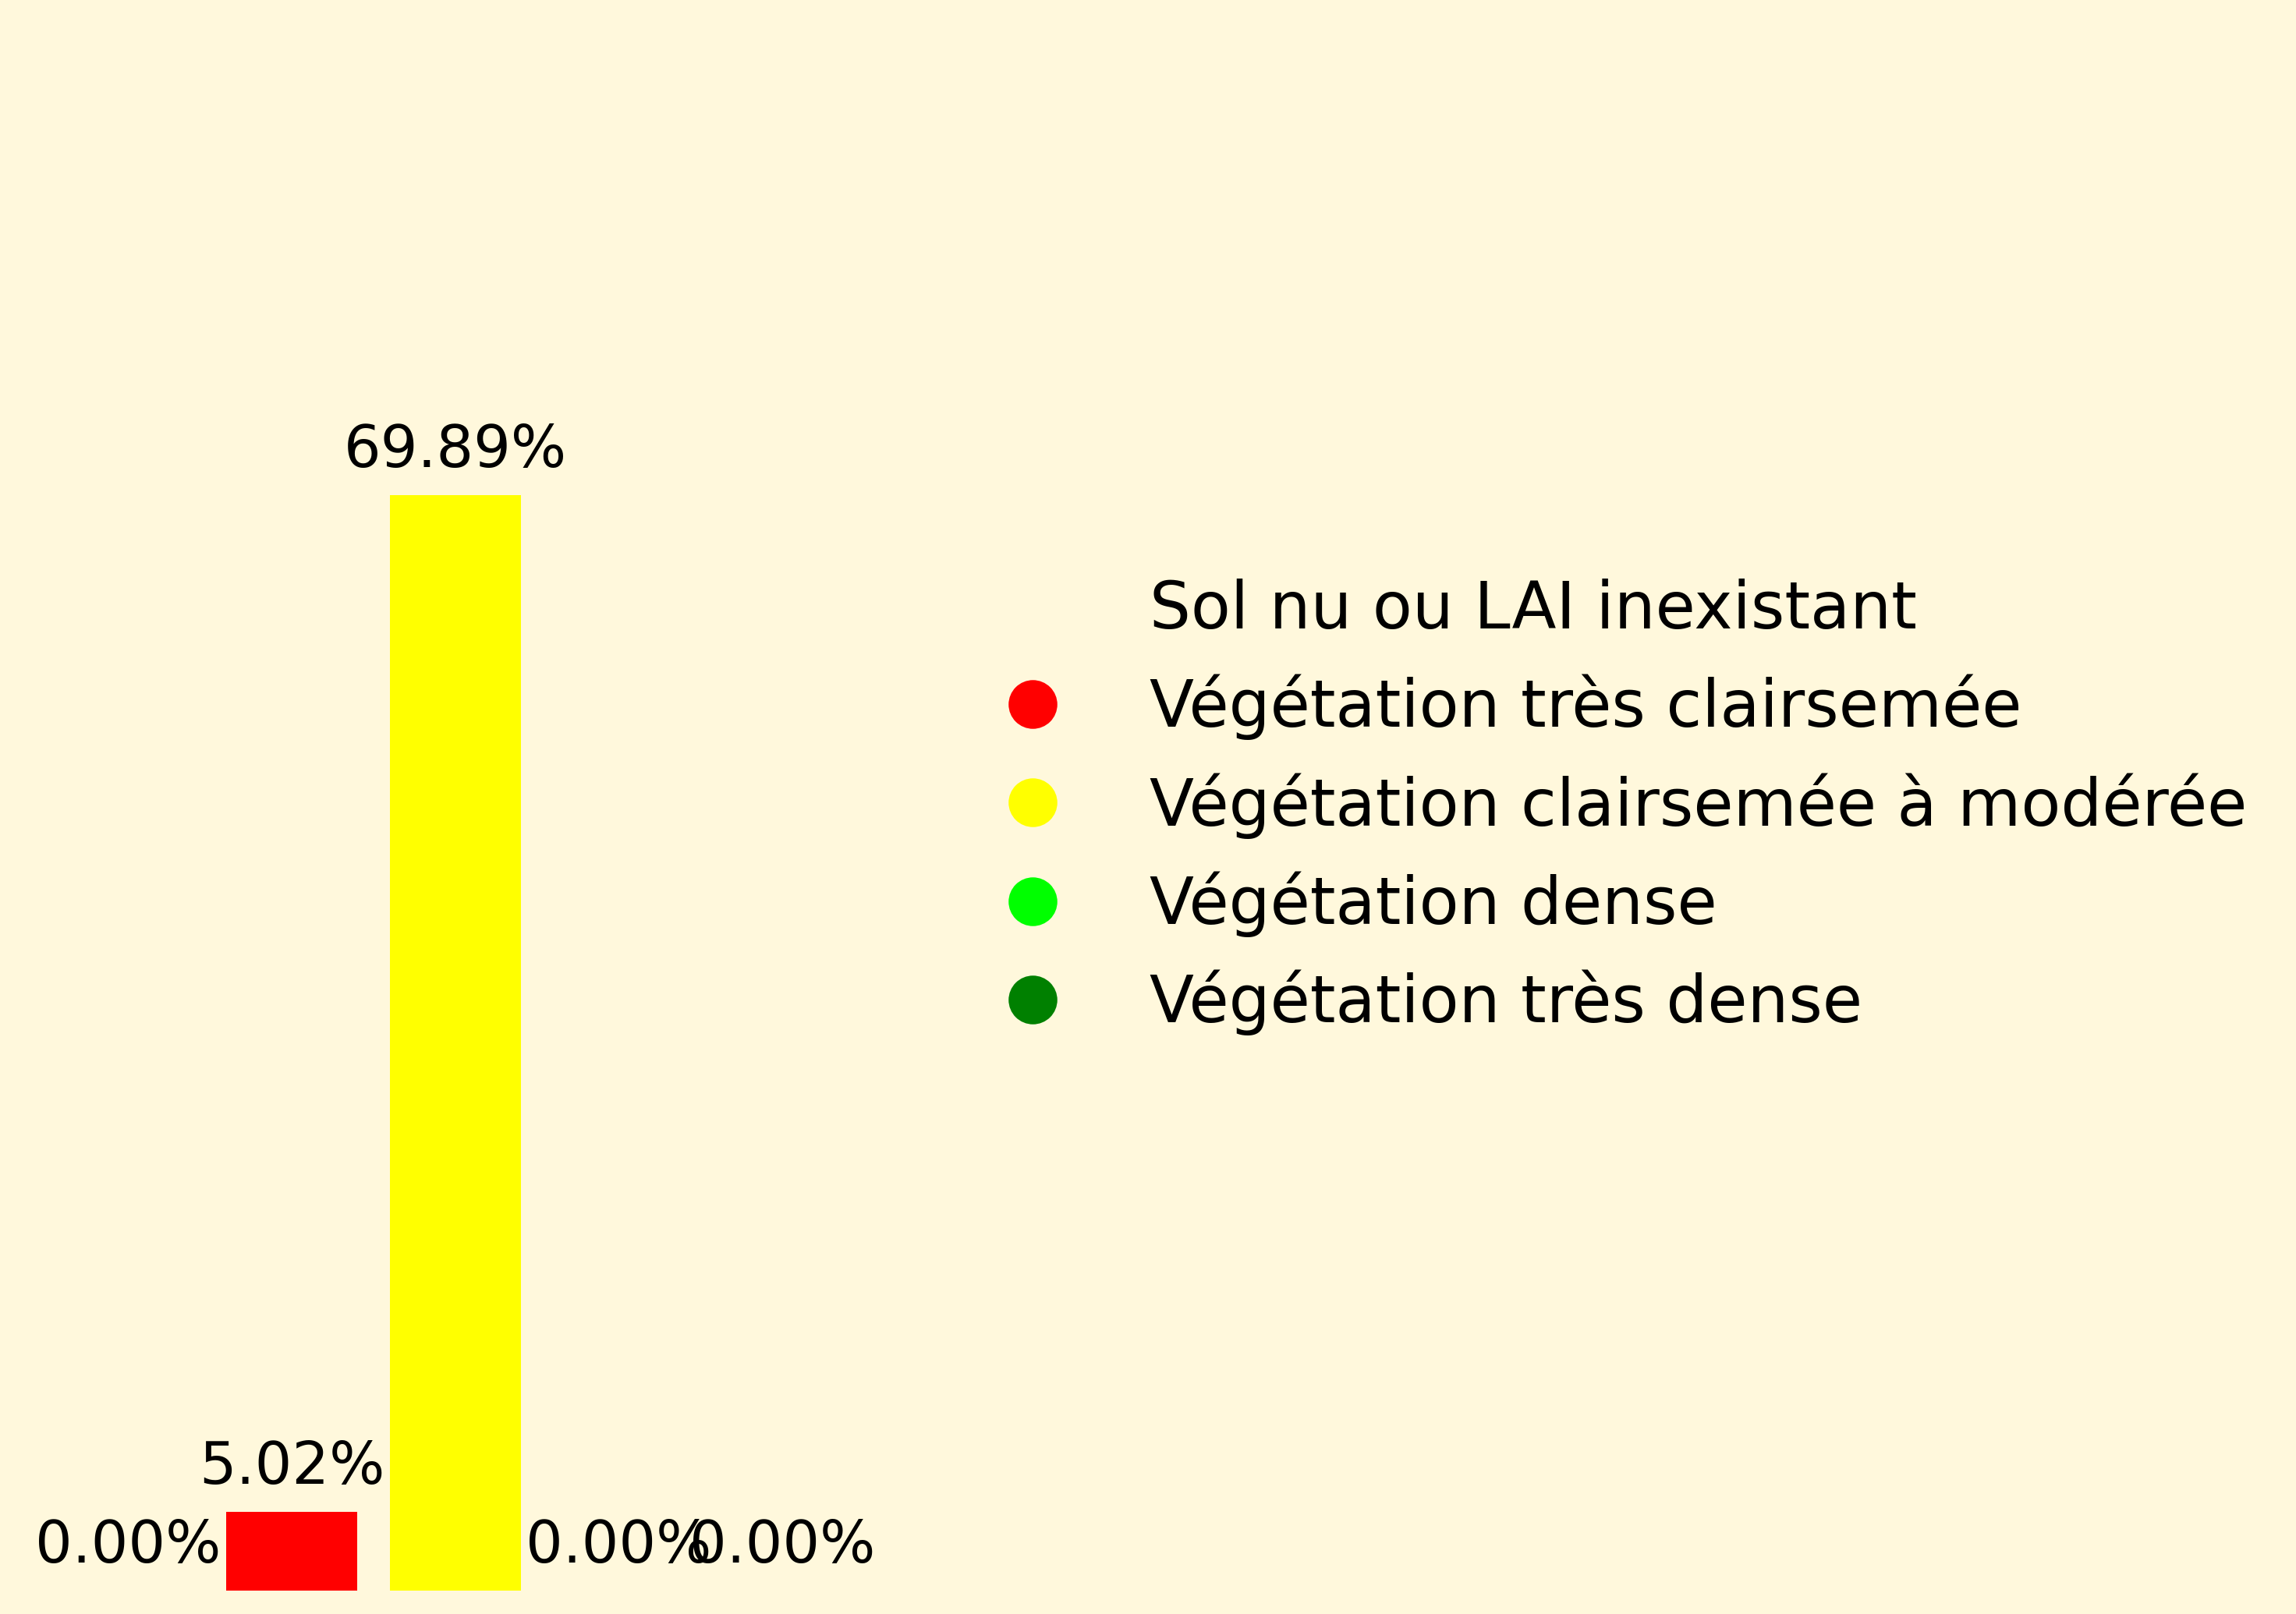 69.89%
Sol nu ou LAI inexistant
Végétation très clairsemée
Végétation clairsemée à modérée
Végétation dense
Végétation très dense
5.02%
0.00%
0.00%
0.00%